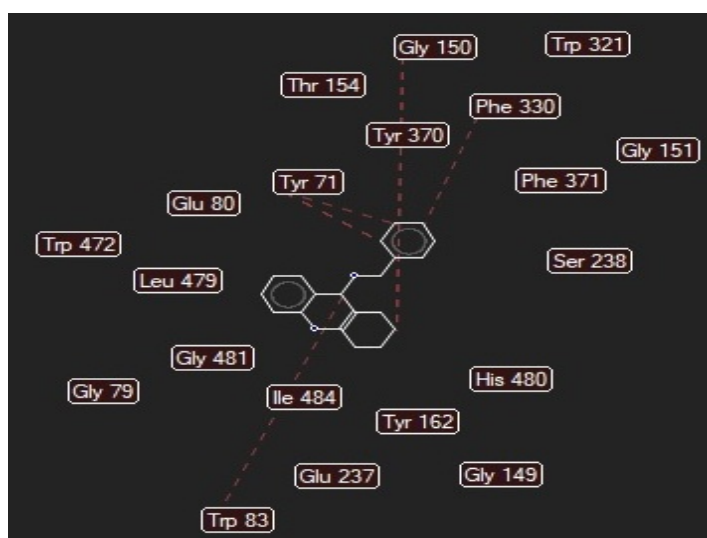 Gly 150
Trp 321
Thr 154
Phe 330
Tyr 370
Gly 151
Tyr 71
Phe 371
Glu 80
Trp 472
Ser 238
Leu 479
Gly 481
His 480
Gly 79
Ile 484
Tyr 162
Glu 237
Gly 149
Trp 83